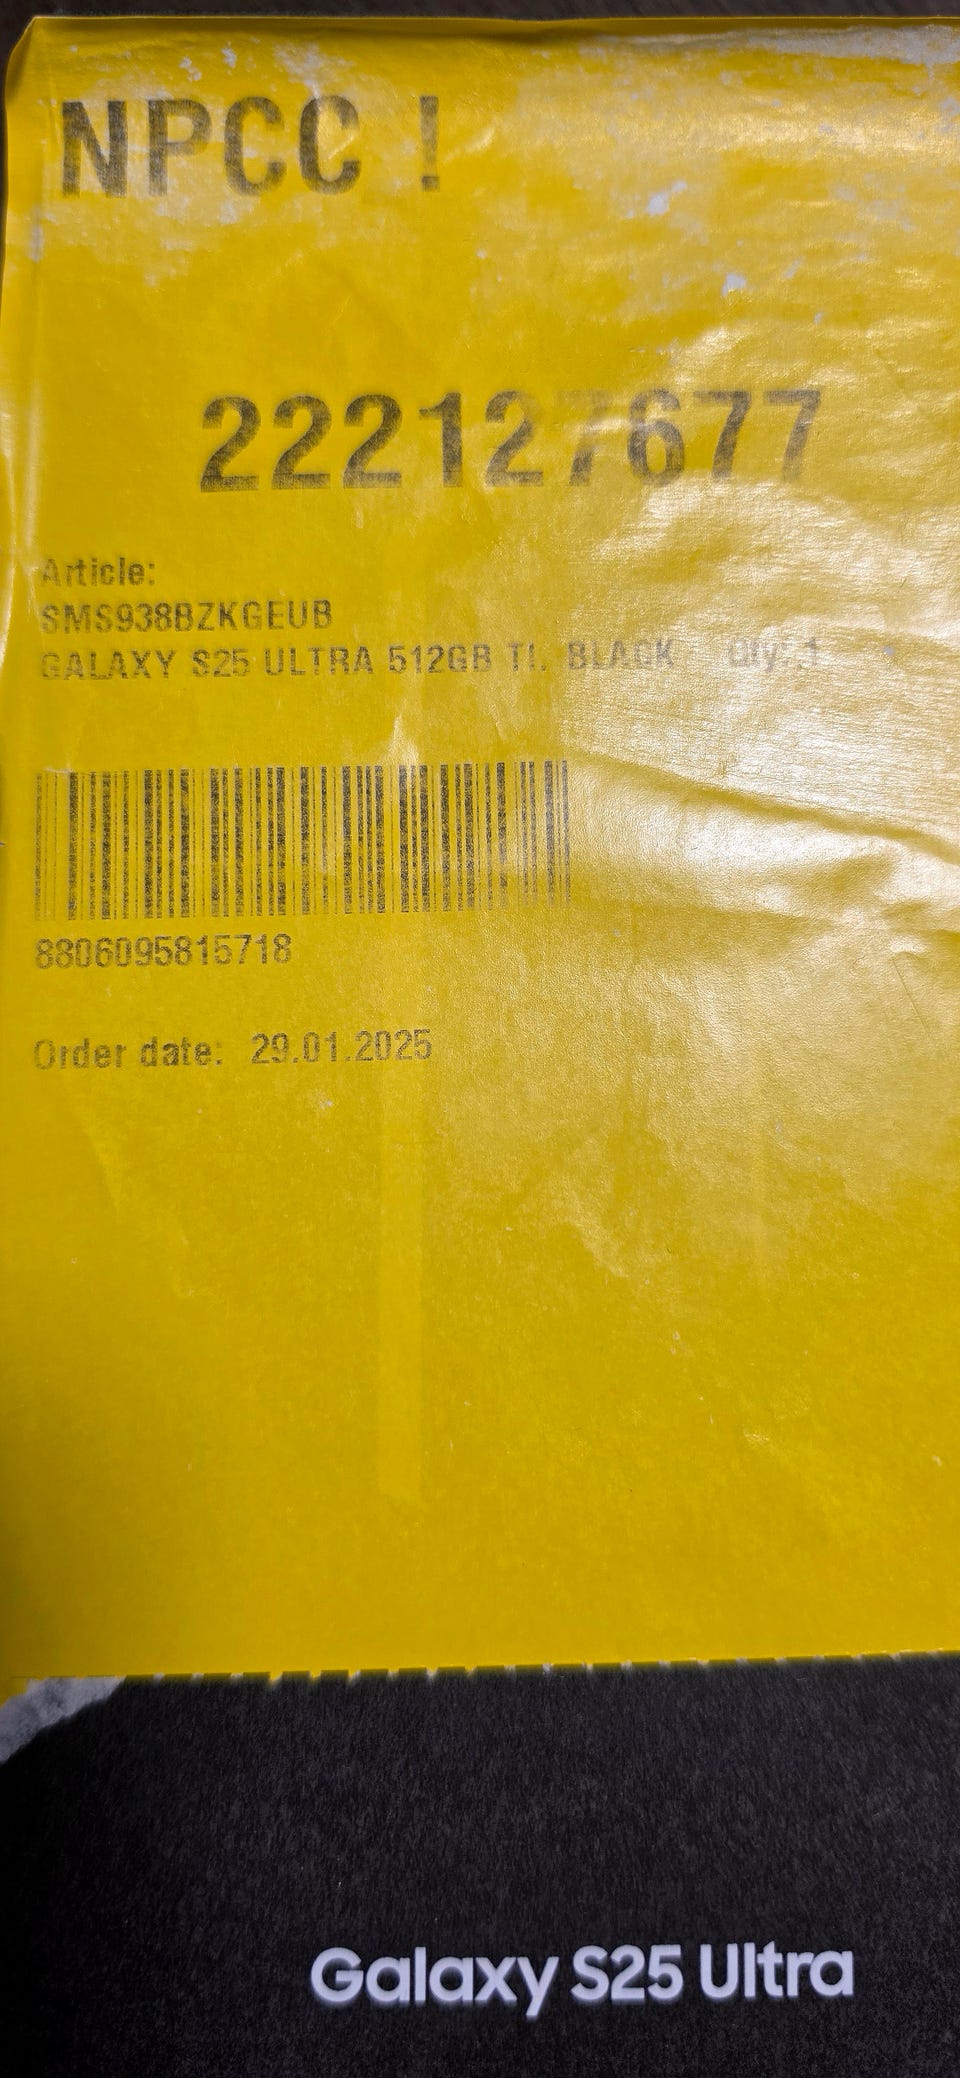 NPCC !
222127677
Article:
SMS938BZKGEUB
GALAXY S25 ULTRA 512GB TI. BLACK Qty: 1
8806095815718
Order date: 29.01.2025
Galaxy S25 Ultra